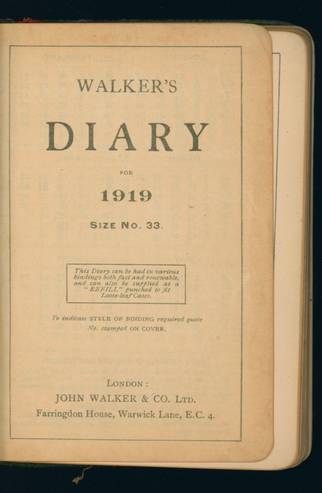 WALKER'S
DIARY
FOR
1919
SIZE No. 33.
This Diary can be had in various
bindings both fast and renewable,
and can also be supplied as a
"REFILL" punched to fit
Loose-leaf Cases.
To indicate STYLE OF BINDING required quote
No. stamped on COVER.
LONDON:
JOHN WALKER & CO. LTD.
Farringdon House, Warwick Lane, E.C. 4.